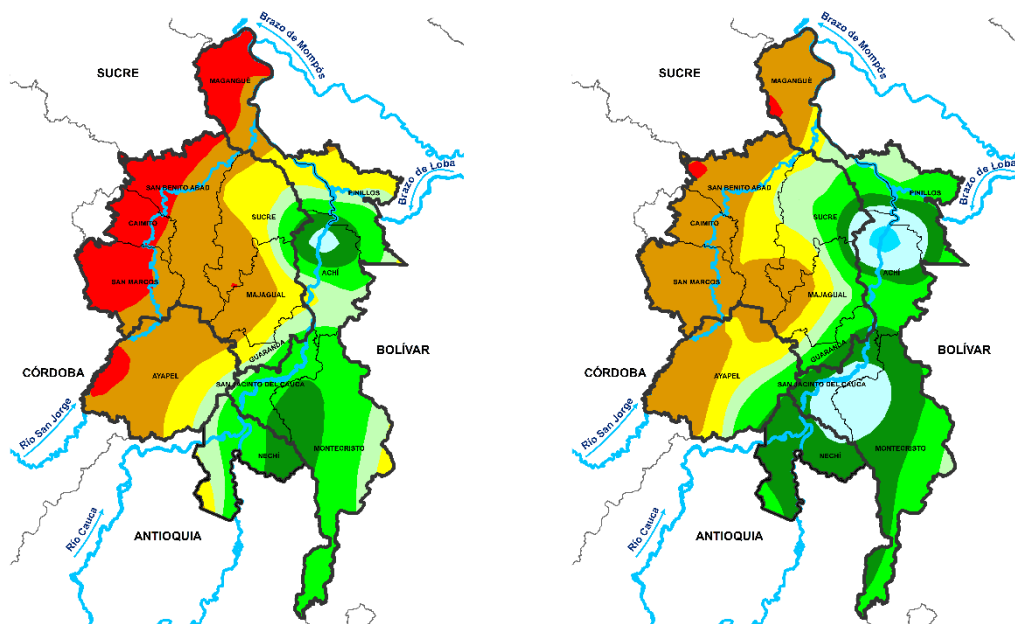 Brazo de Mompós
SUCRE
MAGANGUÉ
Brazo de Loba
SAN BENITO ABAD
PINILLOS
CAIMITO
SUCRE
ACHÍ
SAN MARCOS
MAJAGUAL
BOLÍVAR
GUARANDA
CÓRDOBA
AYAPEL
SAN JACINTO DEL CAUCA
Río San Jorge
MONTECRISTO
NECHÍ
Río Cauca
ANTIOQUIA
Brazo de Mompós
SUCRE
MAGANGUÉ
Brazo de Loba
SAN BENITO ABAD
PINILLOS
CAIMITO
SUCRE
ACHÍ
SAN MARCOS
MAJAGUAL
BOLÍVAR
GUARANDA
CÓRDOBA
AYAPEL
SAN JACINTO DEL CAUCA
Río San Jorge
MONTECRISTO
NECHÍ
Río Cauca
ANTIOQUIA